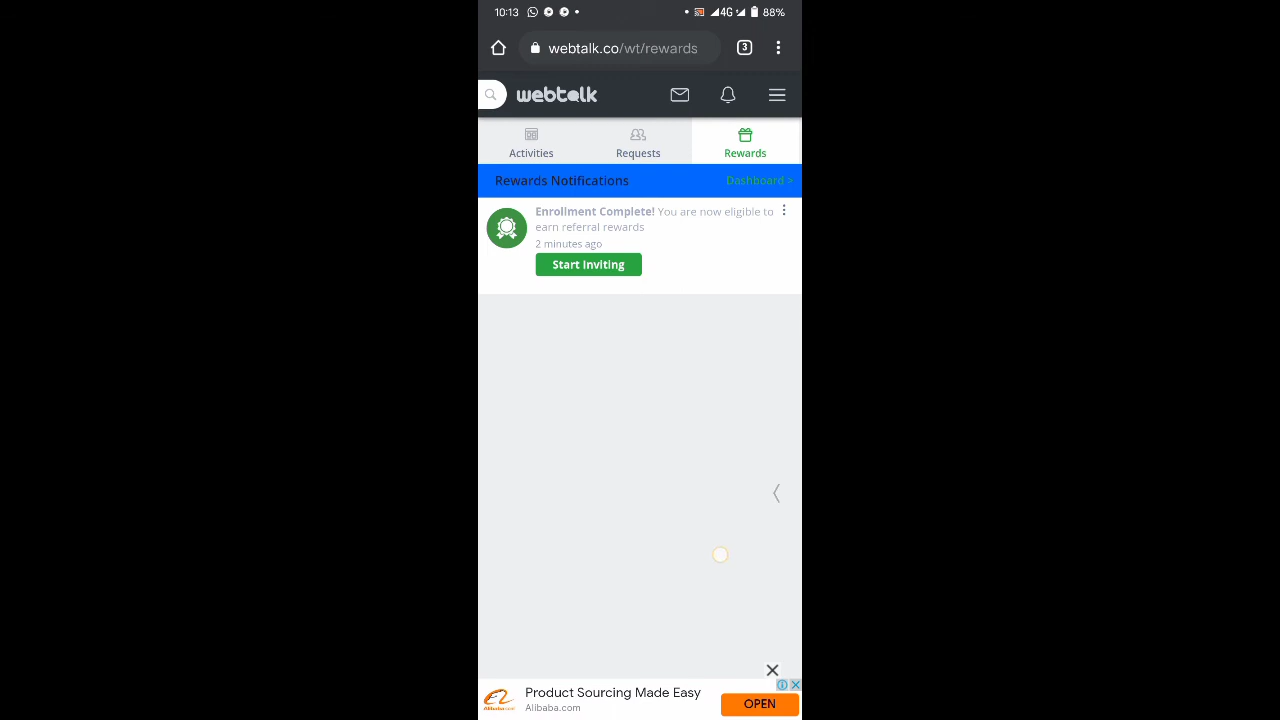 10:13 4G 88%
webtalk.co/wt/rewards 3
webtalk
Activities Requests Rewards
Rewards Notifications Dashboard >
Enrollment Complete! You are now eligible to
earn referral rewards
2 minutes ago
Start Inviting
Product Sourcing Made Easy
Alibaba.com
OPEN